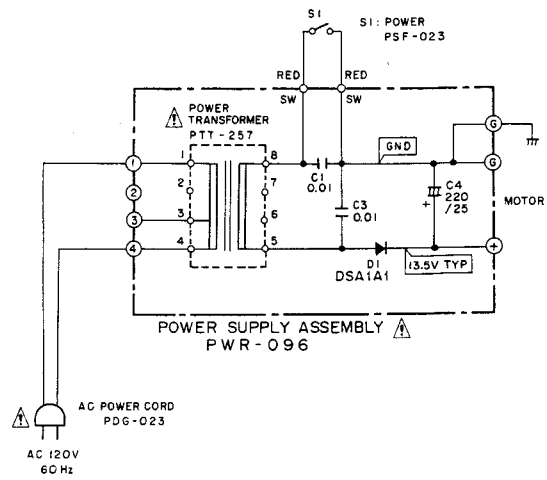 S1
S1: POWER
PSF-023
RED
RED
SW
SW
POWER
TRANSFORMER
PTT-257
G
1
1
8
GND
G
2
2
7
C1
0.01
C4
220
/25
+
MOTOR
3
3
6
C3
0.01
4
4
5
+
D1
DSA1A1
13.5V TYP
POWER SUPPLY ASSEMBLY
PWR-096
AC POWER CORD
PDG-023
AC 120V
60Hz